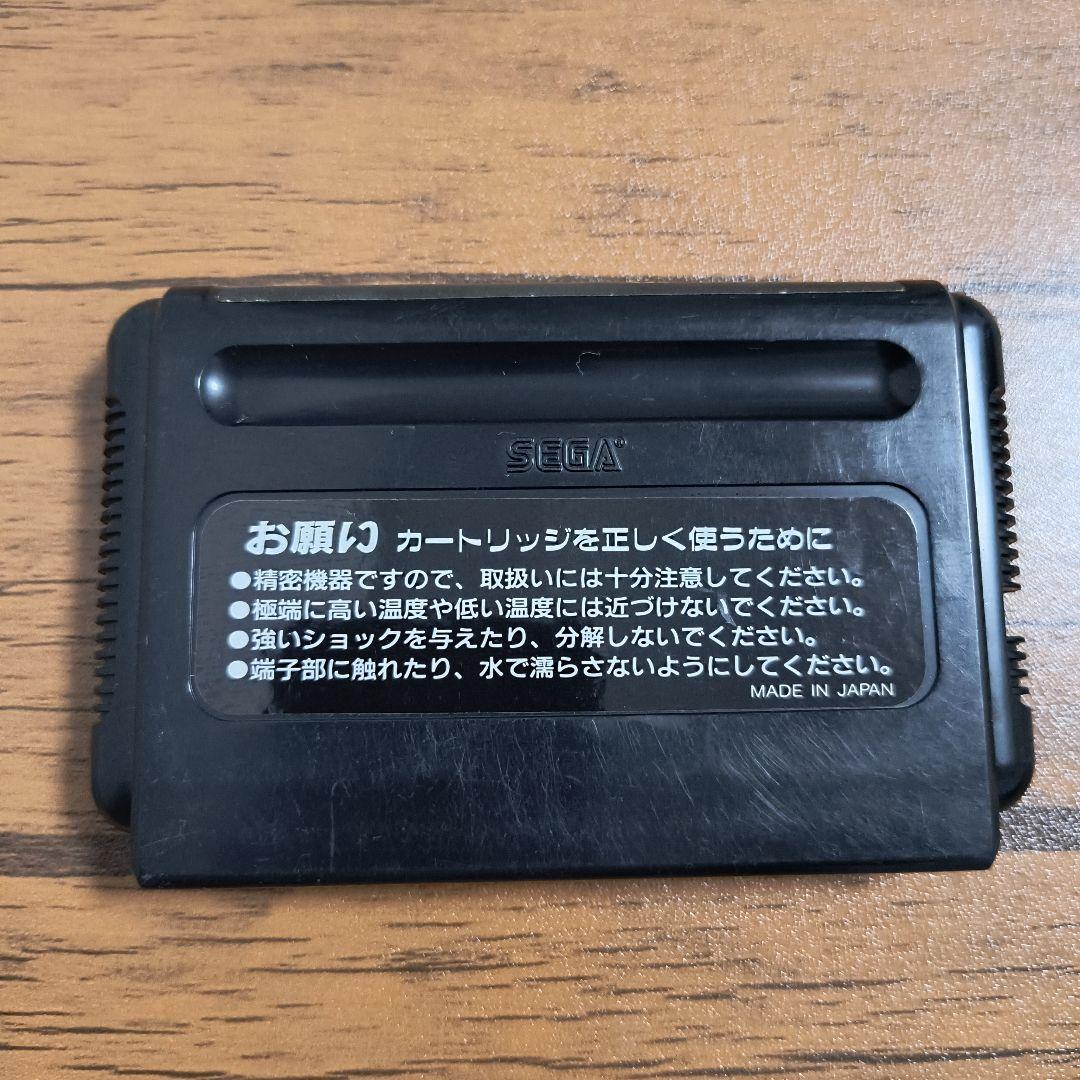 SEGA®
お願い カートリッジを正しく使うために
●精密機器ですので、取扱いには十分注意してください。
●極端に高い温度や低い温度には近づけないでください。
●強いショックを与えたり、分解しないでください。
●端子部に触れたり、水で濡らさないようにしてください。
MADE IN JAPAN